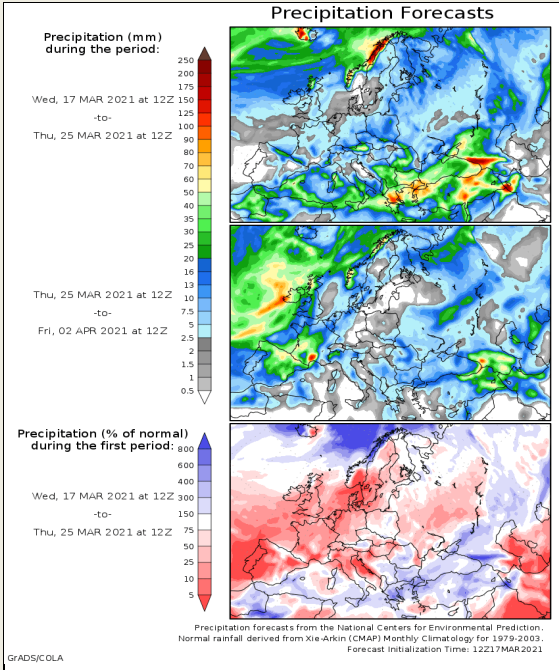 Precipitation Forecasts
Precipitation (mm)
during the period:
Wed, 17 MAR 2021 at 12Z
-to-
Thu, 25 MAR 2021 at 12Z
250
200
175
150
125
100
90
80
70
60
50
40
35
30
25
20
16
13
10
7.5
5
2.5
2
1.5
1
0.5
Thu, 25 MAR 2021 at 12Z
-to-
Fri, 02 APR 2021 at 12Z
Precipitation (% of normal)
during the first period:
Wed, 17 MAR 2021 at 12Z
-to-
Thu, 25 MAR 2021 at 12Z
800
600
400
300
150
75
50
25
10
5
Precipitation forecasts from the National Centers for Environmental Prediction.
Normal rainfall derived from Xie-Arkin (CMAP) Monthly Climatology for 1979-2003.
Forecast Initialization Time: 12Z17MAR2021
GrADS/COLA